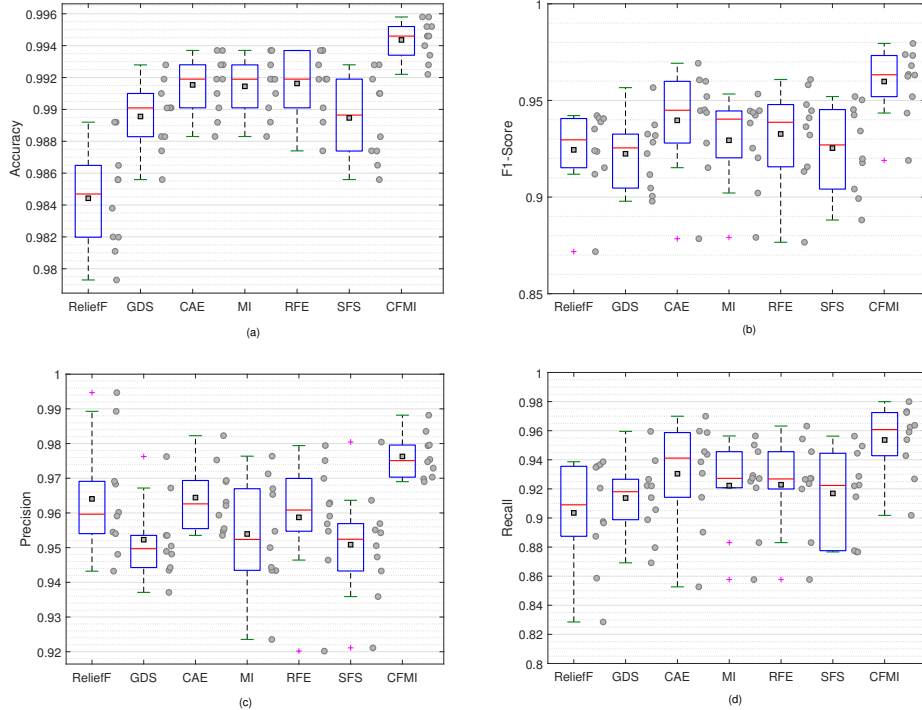 0.996
0.994
0.992
0.99
0.988
0.986
0.984
0.982
0.98
Accuracy
ReliefF GDS CAE MI RFE SFS CFMI
(a)
1
0.95
0.9
0.85
F1-Score
ReliefF GDS CAE MI RFE SFS CFMI
(b)
1
0.99
0.98
0.97
0.96
0.95
0.94
0.93
0.92
Precision
ReliefF GDS CAE MI RFE SFS CFMI
(c)
1
0.98
0.96
0.94
0.92
0.9
0.88
0.86
0.84
0.82
0.8
Recall
ReliefF GDS CAE MI RFE SFS CFMI
(d)